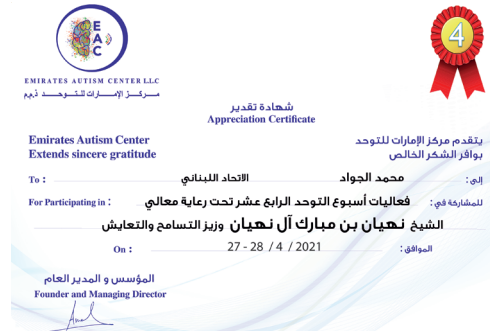 EAC
EMIRATES AUTISM CENTER L.L.C
مركز الإمارات للتوحد ذ.م.م
4
شهادة تقدير
Appreciation Certificate
Emirates Autism Center
Extends sincere gratitude
يتقدم مركز الإمارات للتوحد
بوافر الشكر الخالص
To : الاتحاد اللبناني محمد الجواد إلى:
For Participating in : فعاليات أسبوع التوحد الرابع عشر تحت رعاية معالي للمشاركة في:
الشيخ نهيان بن مبارك آل نهيان وزيز التسامح والتعايش
On : 27 - 28 / 4 / 2021 الموافق:
المؤسس و المدير العام
Founder and Managing Director